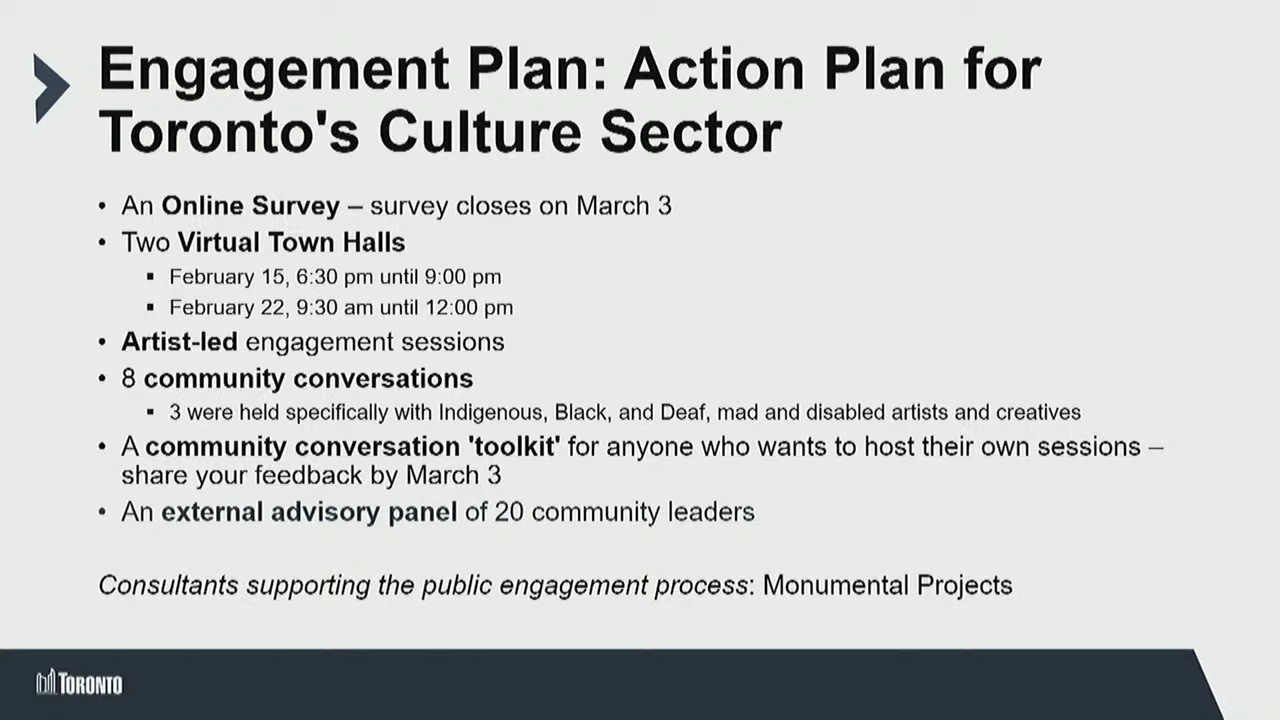 Engagement Plan: Action Plan for
Toronto's Culture Sector
• An Online Survey – survey closes on March 3
• Two Virtual Town Halls
▪ February 15, 6:30 pm until 9:00 pm
▪ February 22, 9:30 am until 12:00 pm
• Artist-led engagement sessions
• 8 community conversations
▪ 3 were held specifically with Indigenous, Black, and Deaf, mad and disabled artists and creatives
• A community conversation 'toolkit' for anyone who wants to host their own sessions –
share your feedback by March 3
• An external advisory panel of 20 community leaders
Consultants supporting the public engagement process: Monumental Projects
TORONTO